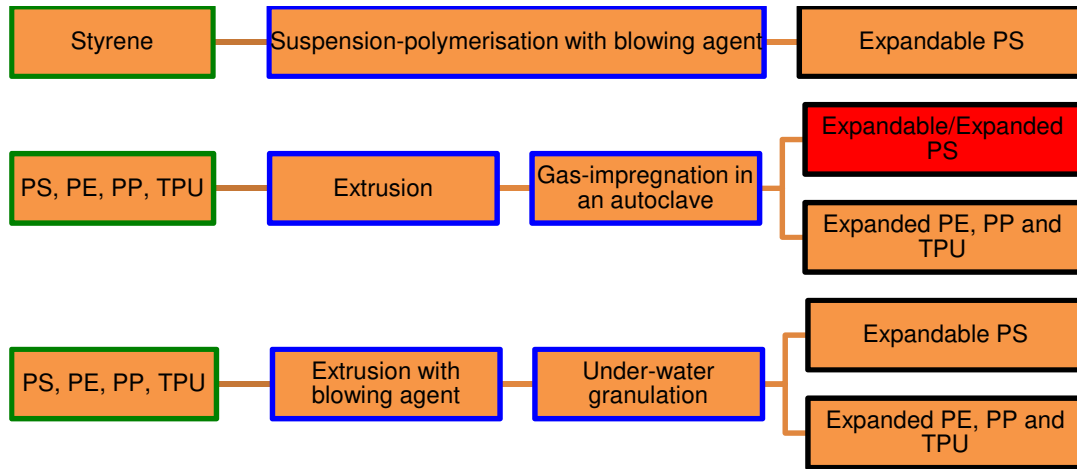 Styrene
Suspension-polymerisation with blowing agent
Expandable PS
PS, PE, PP, TPU
Extrusion
Gas-impregnation in
an autoclave
Expandable/Expanded
PS
Expanded PE, PP and
TPU
PS, PE, PP, TPU
Extrusion with
blowing agent
Under-water
granulation
Expandable PS
Expanded PE, PP and
TPU